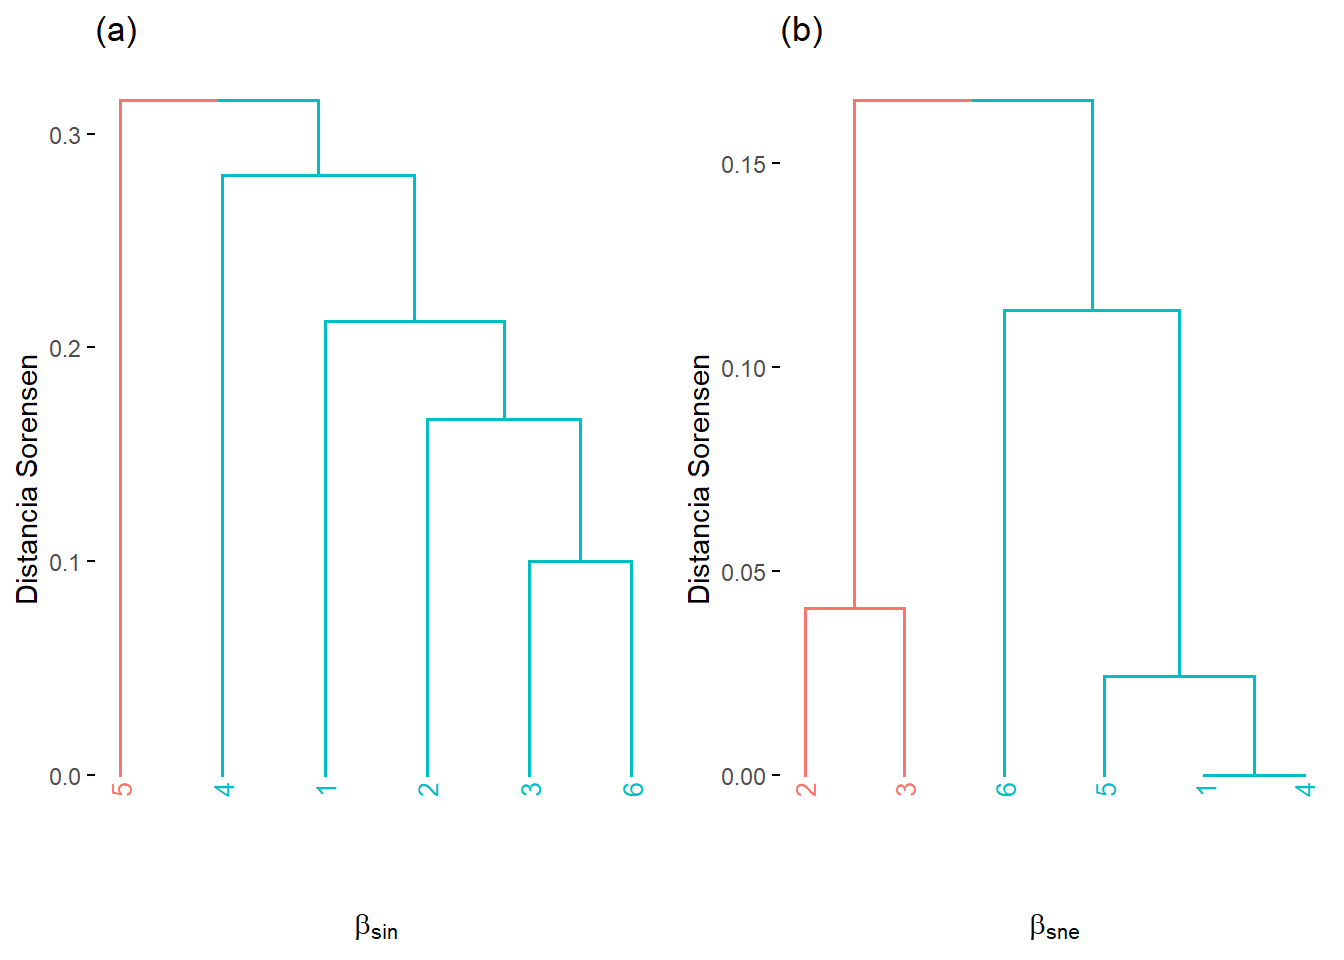 (a)
Distancia Sorensen
0.3
0.2
0.1
0.0
5 4 1 2 3 6
βsin
(b)
Distancia Sorensen
0.15
0.10
0.05
0.00
2 3 6 5 1 4
βsne